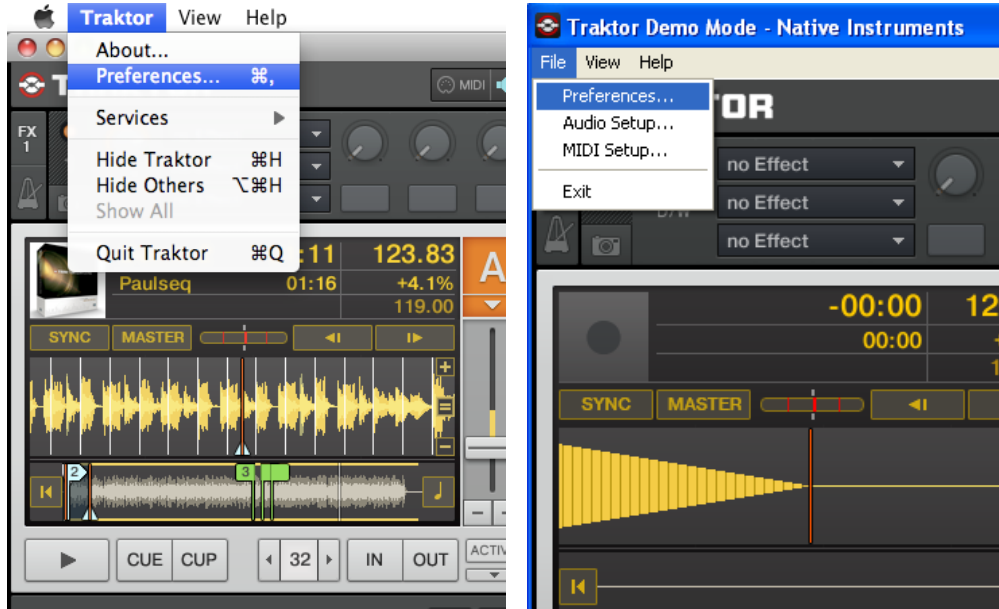 Traktor View Help
About...
Preferences... ⌘,
Services
Hide Traktor ⌘H
Hide Others ⌥⌘H
Show All
Quit Traktor ⌘Q
MIDI
FX
1
:11 123.83
A
Paulseq 01:16 +4.1%
119.00
SYNC MASTER
2
3
CUE CUP 32 IN OUT
Traktor Demo Mode - Native Instruments
File View Help
Preferences...
Audio Setup...
MIDI Setup...
Exit
TOR
no Effect
no Effect
D/W
no Effect
-00:00 12
00:00
SYNC MASTER